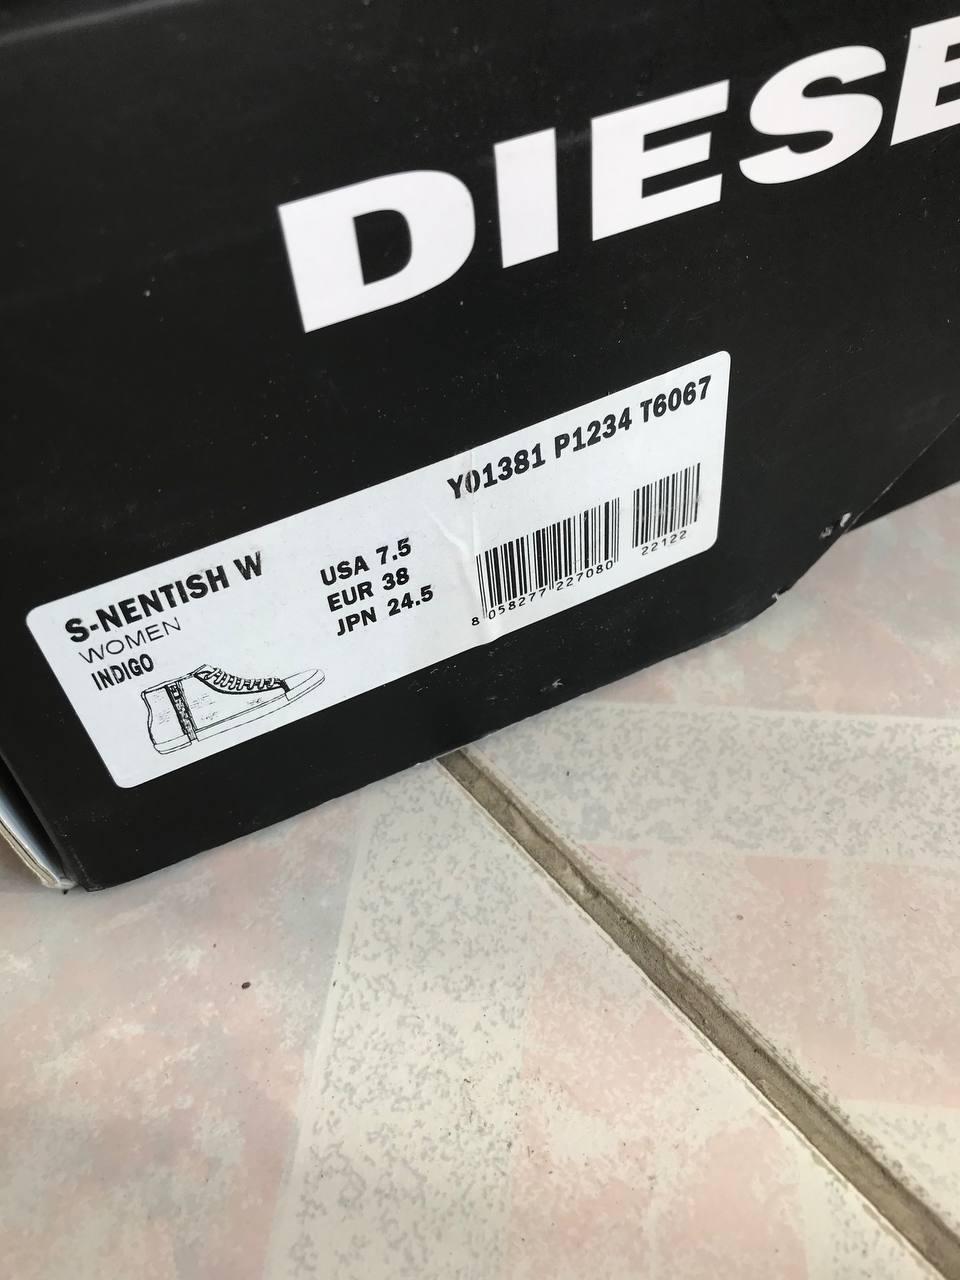 DIESE
Y01381 P1234 T6067
S-NENTISH W
WOMEN
INDIGO
USA 7.5
EUR 38
JPN 24.5
8 058277 227080
22122